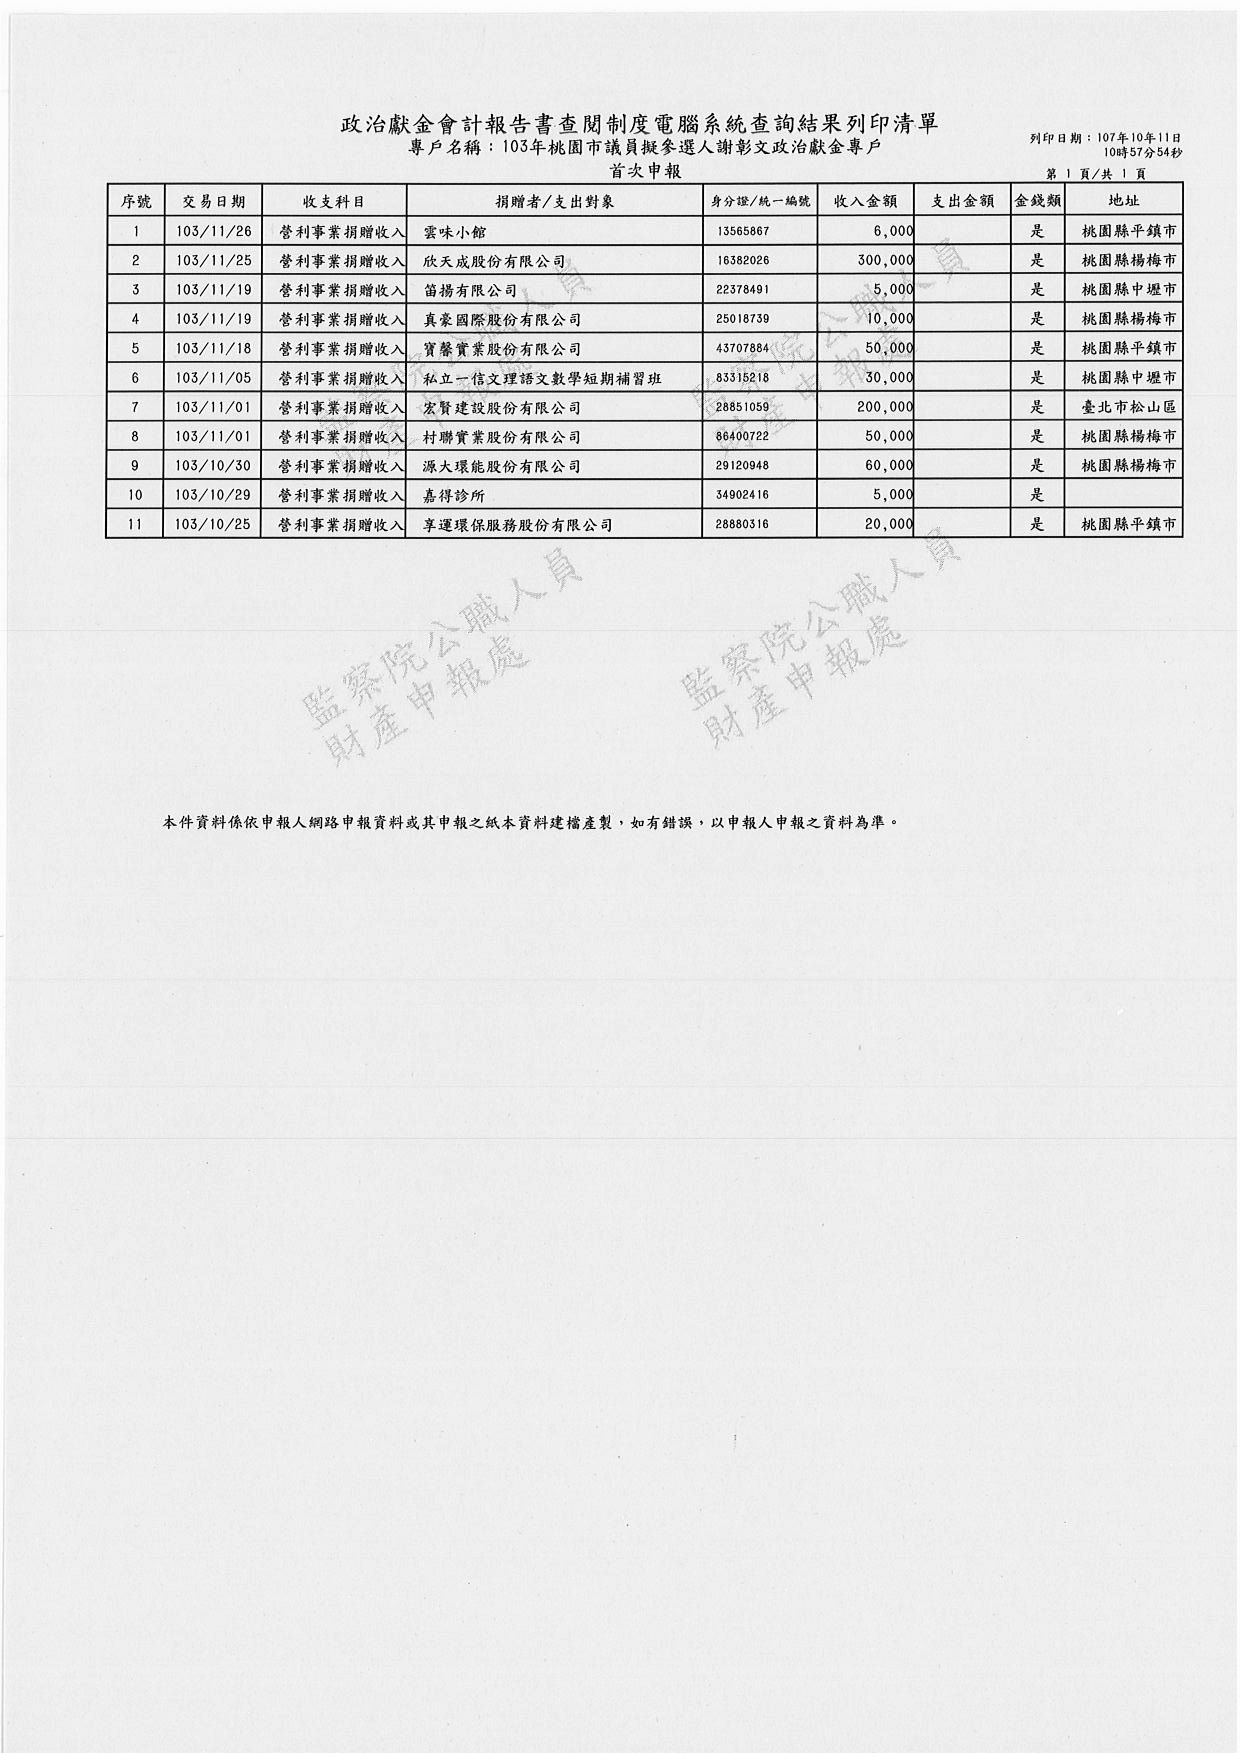 政治獻金會計報告書查閱制度電腦系統查詢結果列印清單
專戶名稱：103年桃園市議員擬參選人謝彰文政治獻金專戶
首次申報
列印日期：107年10月11日
10時57分54秒
第 1 頁/共 1 頁
序號 交易日期 收支科目 捐贈者/支出對象 身分證/統一編號 收入金額 支出金額 金錢類 地址
1 103/11/26 營利事業捐贈收入 雲味小館 13565867 6,000 是 桃園縣平鎮市
2 103/11/25 營利事業捐贈收入 欣天成股份有限公司 16382026 300,000 是 桃園縣楊梅市
3 103/11/19 營利事業捐贈收入 笛揚有限公司 22378491 5,000 是 桃園縣中壢市
4 103/11/19 營利事業捐贈收入 真豪國際股份有限公司 25018739 10,000 是 桃園縣楊梅市
5 103/11/18 營利事業捐贈收入 寶馨實業股份有限公司 43707884 50,000 是 桃園縣平鎮市
6 103/11/05 營利事業捐贈收入 私立一信文理語文數學短期補習班 83315218 30,000 是 桃園縣中壢市
7 103/11/01 營利事業捐贈收入 宏賢建設股份有限公司 28851059 200,000 是 臺北市松山區
8 103/11/01 營利事業捐贈收入 村聯實業股份有限公司 86400722 50,000 是 桃園縣楊梅市
9 103/10/30 營利事業捐贈收入 源大環能股份有限公司 29120948 60,000 是 桃園縣楊梅市
10 103/10/29 營利事業捐贈收入 嘉得診所 34902416 5,000 是
11 103/10/25 營利事業捐贈收入 享運環保服務股份有限公司 28880316 20,000 是 桃園縣平鎮市
監察院公職人員
財產申報處
監察院公職人員
財產申報處
監察院公職人員
財產申報處
監察院公職人員
財產申報處
本件資料係依申報人網路申報資料或其申報之紙本資料建檔產製，如有錯誤，以申報人申報之資料為準。